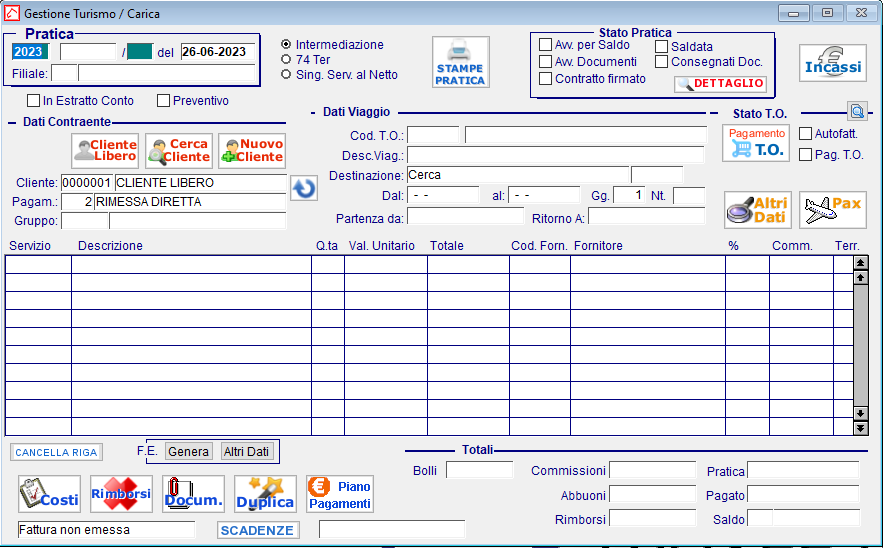 Gestione Turismo / Carica
Pratica
2023 / del 26-06-2023
Filiale:
Intermediazione
74 Ter
Sing. Serv. al Netto
STAMPE
PRATICA
Stato Pratica
Avv. per Saldo
Saldata
Avv. Documenti
Consegnati Doc.
Contratto firmato
DETTAGLIO
Incassi
In Estratto Conto
Preventivo
Dati Contraente
Cliente
Libero
Cerca
Cliente
Nuovo
Cliente
Cliente: 0000001 CLIENTE LIBERO
Pagam.: 2 RIMESSA DIRETTA
Gruppo:
Dati Viaggio
Cod. T.O.:
Desc.Viag.:
Destinazione: Cerca
Dal: - - al: - - Gg. 1 Nt.
Partenza da: Ritorno A:
Stato T.O.
Pagamento
T.O.
Autofatt.
Pag. T.O.
Altri
Dati
Pax
Servizio Descrizione Q.ta Val. Unitario Totale Cod. Forn. Fornitore % Comm. Terr.
CANCELLA RIGA
F.E. Genera Altri Dati
Costi
Rimborsi
Docum.
Duplica
Piano
Pagamenti
Fattura non emessa
SCADENZE
Totali
Bolli Commissioni Pratica
Abbuoni Pagato
Rimborsi Saldo